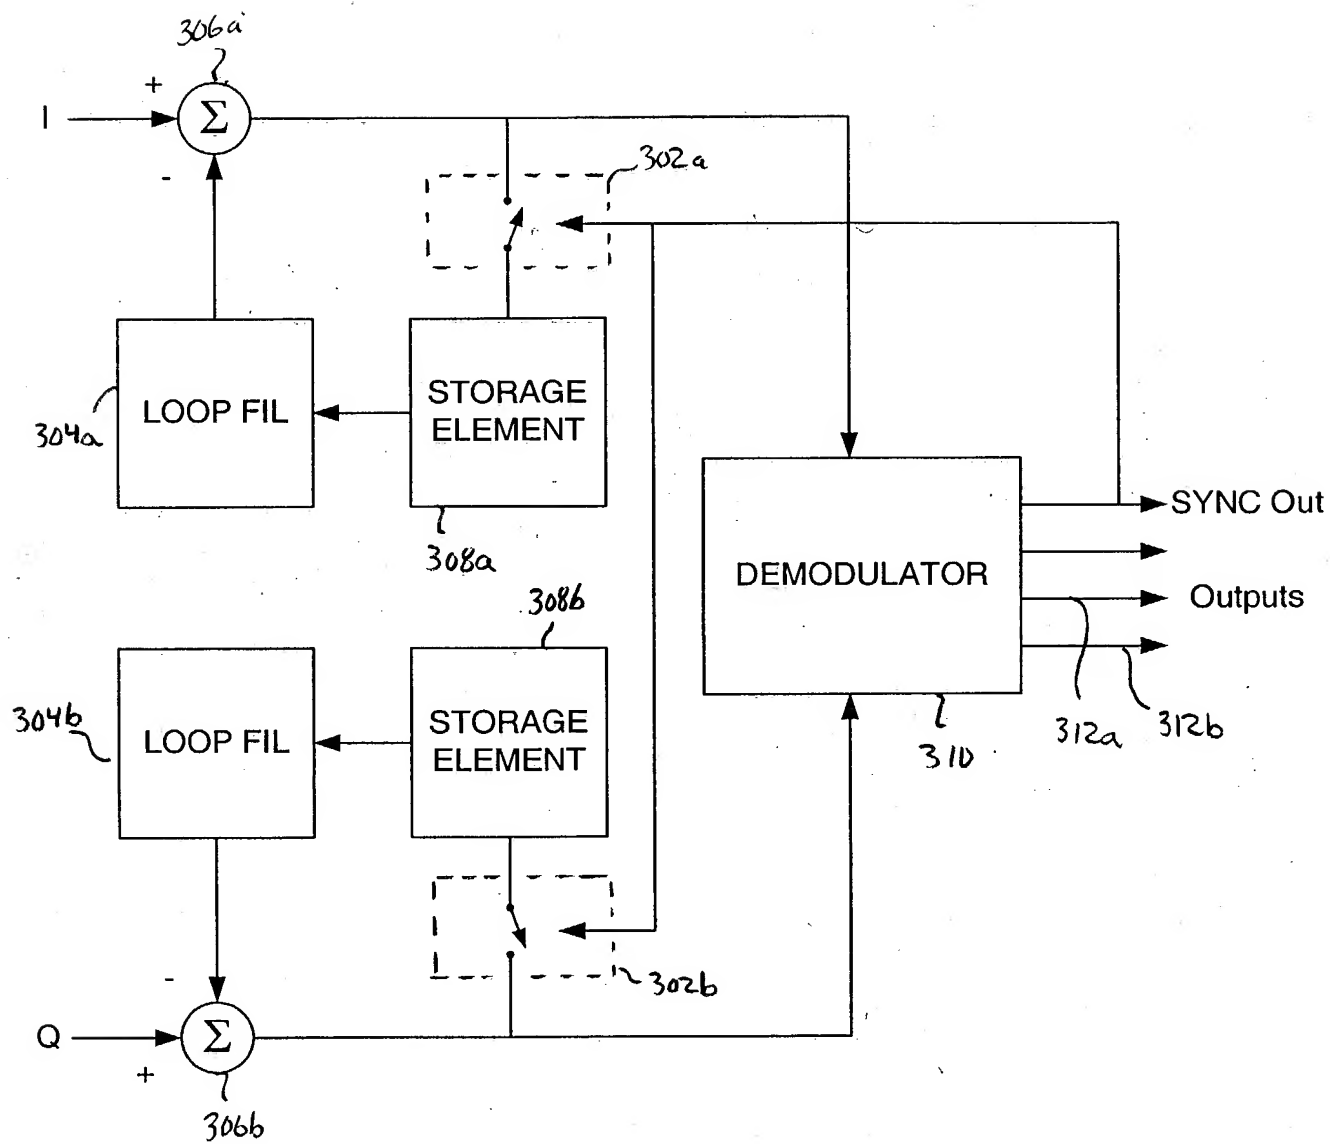 306a
+
I
Σ
-
302a
LOOP FIL
STORAGE
ELEMENT
304a
308a
SYNC Out
DEMODULATOR
Outputs
308b
304b
LOOP FIL
STORAGE
ELEMENT
310
312a
312b
-
302b
Q
Σ
+
306b